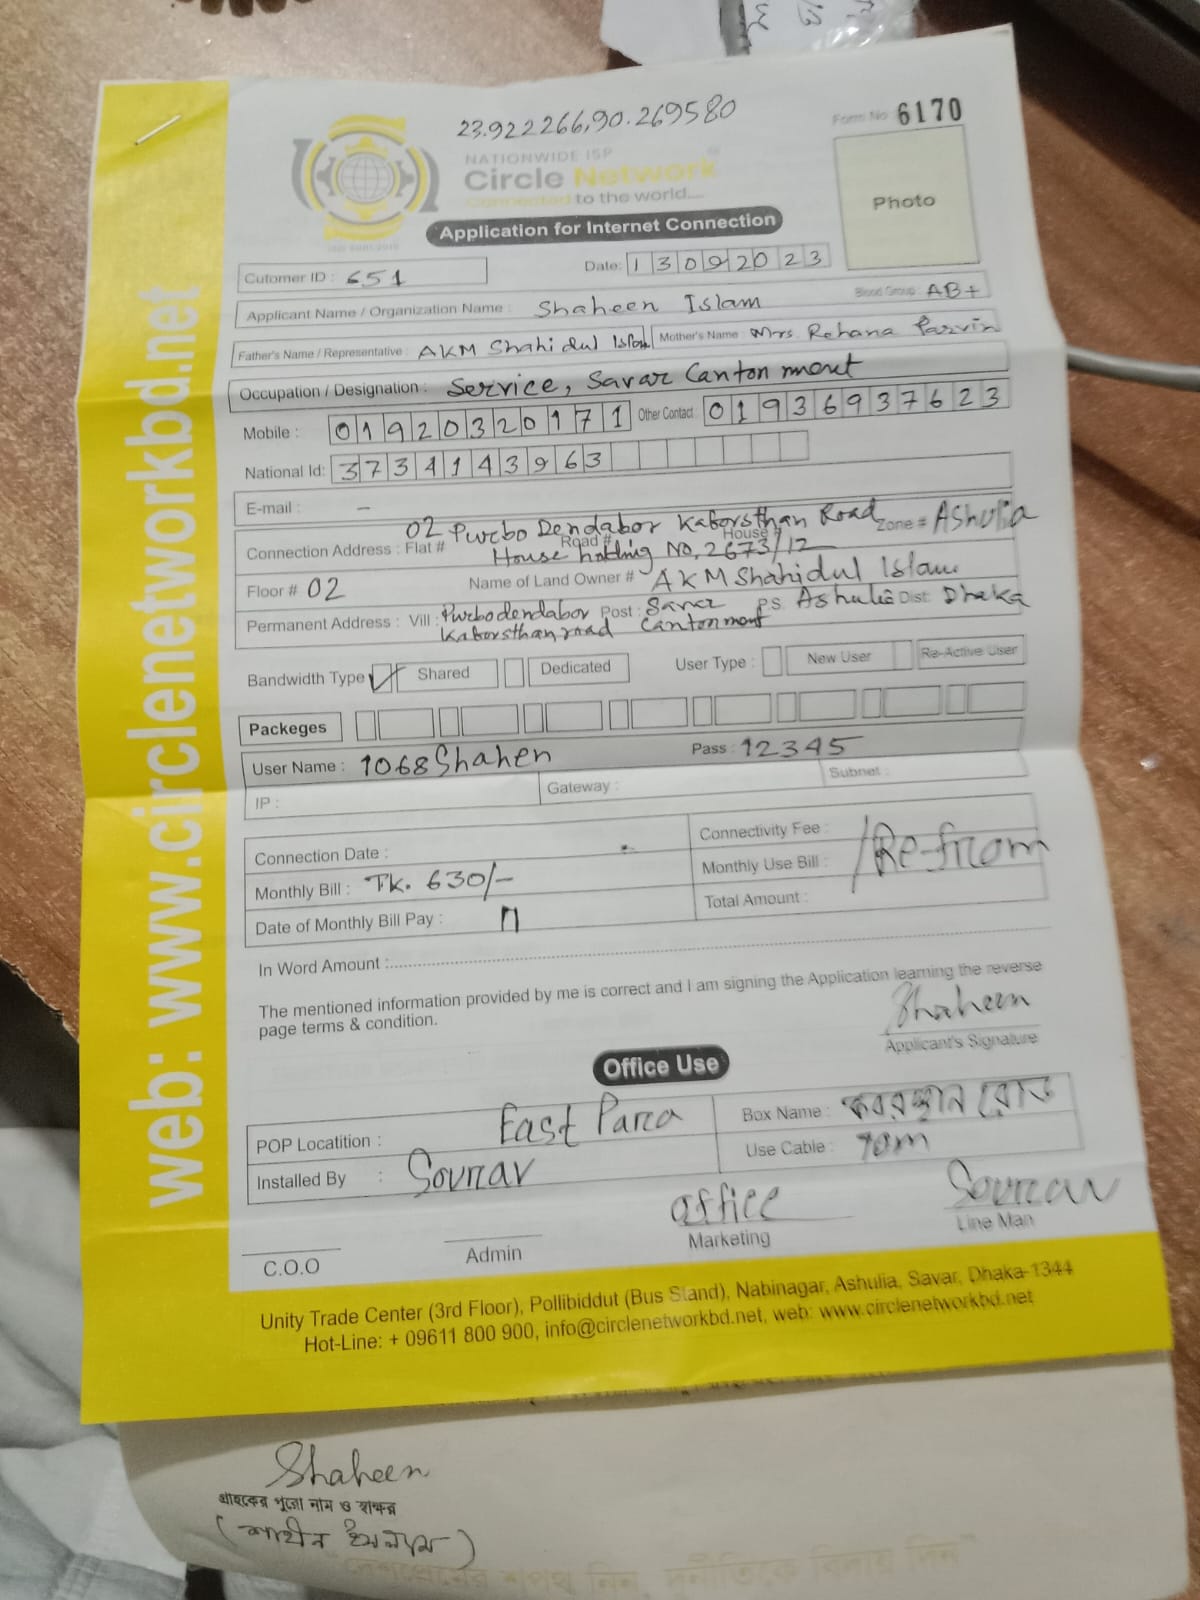 23.922266,90.269580
Form No 6170
NATIONWIDE ISP
Circle Network
Connected to the world....
Photo
Application for Internet Connection
Cutomer ID : 651
Date: 13092023
Applicant Name / Organization Name : Shaheen Islam
Blood Group : AB+
Father's Name / Representative : AKM Shahidul Islam Mother's Name Mrs. Rehana Parvin
Occupation / Designation : Service, Savar Cantonment
Mobile : 01920320171 Other Contact : 01936937623
National Id: 3734143963
E-mail : –
Connection Address : Flat # 02 Purbo Dendabor Kaborsthan Road Zone # Ashulia
Road # House #
House holding No, 2673/12
Floor # 02 Name of Land Owner # AKM Shahidul Islam
Permanent Address : Vill : Purbodendabor Post : Savar PS Ashulia Dist: Dhaka
Kaborsthan road Cantonment
Bandwidth Type Shared Dedicated User Type : New User Re-Active User
Packeges
User Name : 1068Shahen Pass : 12345
IP : Gateway : Subnet :
Connection Date : Connectivity Fee :
Monthly Bill : Tk. 630/- Monthly Use Bill : Re-from
Date of Monthly Bill Pay : Total Amount :
In Word Amount :
The mentioned information provided by me is correct and I am signing the Application learning the reverse
page terms & condition.
Shaheen
Applicant's Signature
Office Use
POP Locatition : East Para Box Name : কবরস্থান রোড
Installed By : Sourav Use Cable : 70m
office Sourav
C.O.O Admin Marketing Line Man
Unity Trade Center (3rd Floor), Pollibiddut (Bus Stand), Nabinagar, Ashulia, Savar, Dhaka-1344
Hot-Line: + 09611 800 900, info@circlenetworkbd.net, web: www.circlenetworkbd.net
web: www.circlenetworkbd.net
Shaheen
গ্রাহকের পুরো নাম ও স্বাক্ষর
(শাহীন ইসলাম)
"দেশপ্রেমের শপথ নিন, দুর্নীতিকে বিদায় দিন"